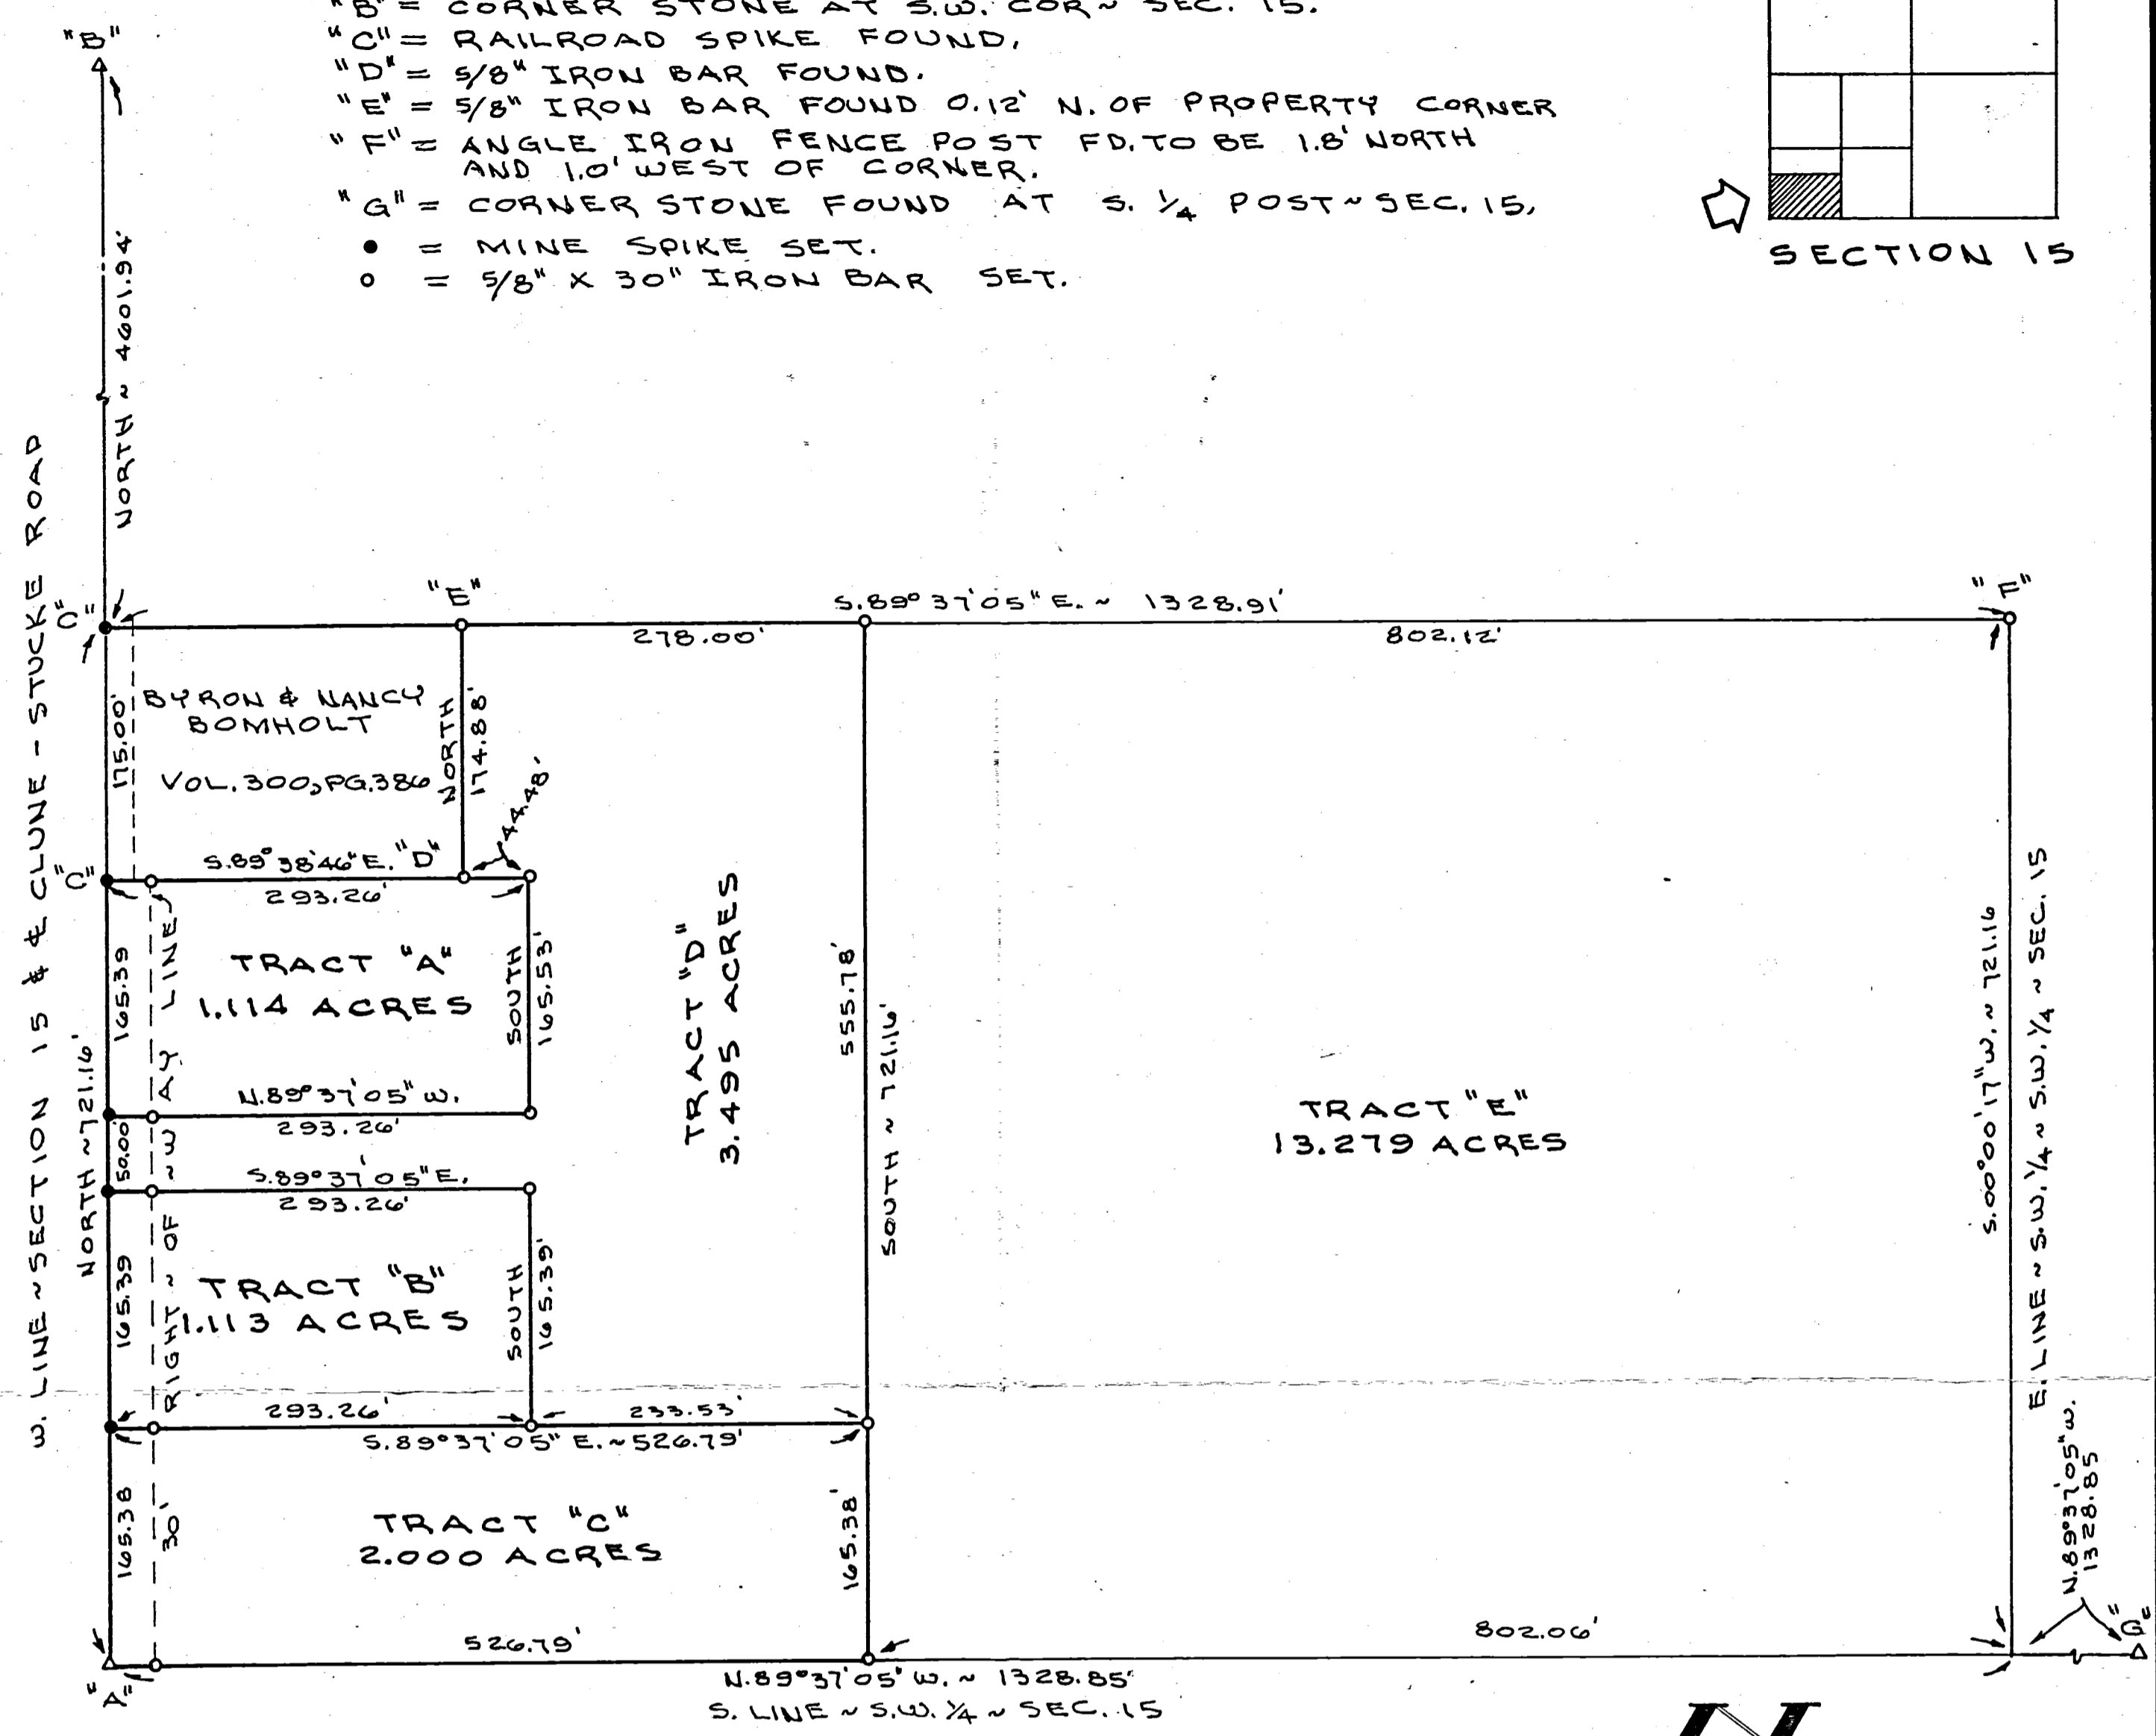 "B" = CORNER STONE AT S.W. COR~ SEC. 15.
"C" = RAILROAD SPIKE FOUND.
"D" = 5/8" IRON BAR FOUND.
"E" = 5/8" IRON BAR FOUND 0.12' N. OF PROPERTY CORNER
"F" = ANGLE IRON FENCE POST FD. TO BE 1.8' NORTH
AND 1.0' WEST OF CORNER.
"G" = CORNER STONE FOUND AT S. 1/4 POST ~ SEC. 15,
● = MINE SPIKE SET.
○ = 5/8" X 30" IRON BAR SET.
SECTION 15
"B"
NORTH ~ 4601.94'
W. LINE ~ SECTION 15 & ℄ CLUNE - STUCKE ROAD
"C"
"E"
S.89°37'05" E. ~ 1328.91'
"F"
278.00'
802.12'
175.00'
BYRON & NANCY
BOMHOLT
VOL. 300, PG. 386
NORTH
174.88'
44.48'
S.89°38'46" E. "D"
"C"
293.26'
165.39
RIGHT ~ OF ~ WAY LINE
TRACT "A"
1.114 ACRES
SOUTH
165.53'
N.89°37'05" W.
293.26'
NORTH ~ 721.16'
50.00'
S.89°37'05" E.
293.26'
165.39
TRACT "B"
1.113 ACRES
SOUTH
165.39'
TRACT "D"
3.495 ACRES
555.78'
SOUTH ~ 721.16'
TRACT "E"
13.279 ACRES
S.00°00'17" W. ~ 721.16
E. LINE ~ S.W. 1/4 ~ S.W. 1/4 ~ SEC. 15
293.26'
233.53'
S.89°37'05" E. ~ 526.79'
165.38
30'
TRACT "C"
2.000 ACRES
165.38'
N.89°37'05" W.
1328.85
"G"
526.79'
802.06'
"A"
N.89°37'05" W. ~ 1328.85'
S. LINE ~ S.W. 1/4 ~ SEC. 15
N